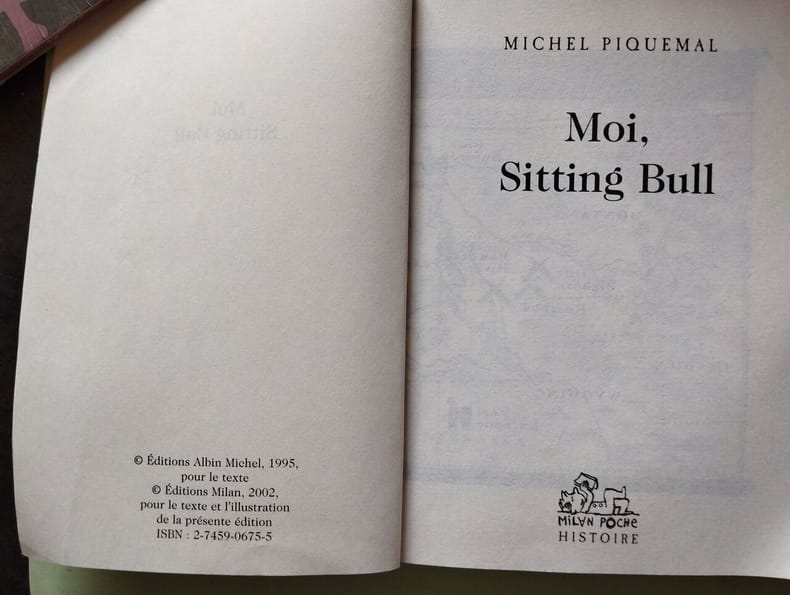 © Éditions Albin Michel, 1995,
pour le texte
© Éditions Milan, 2002,
pour le texte et l'illustration
de la présente édition
ISBN : 2-7459-0675-5
MICHEL PIQUEMAL
Moi,
Sitting Bull
MILAN POCHE
HISTOIRE